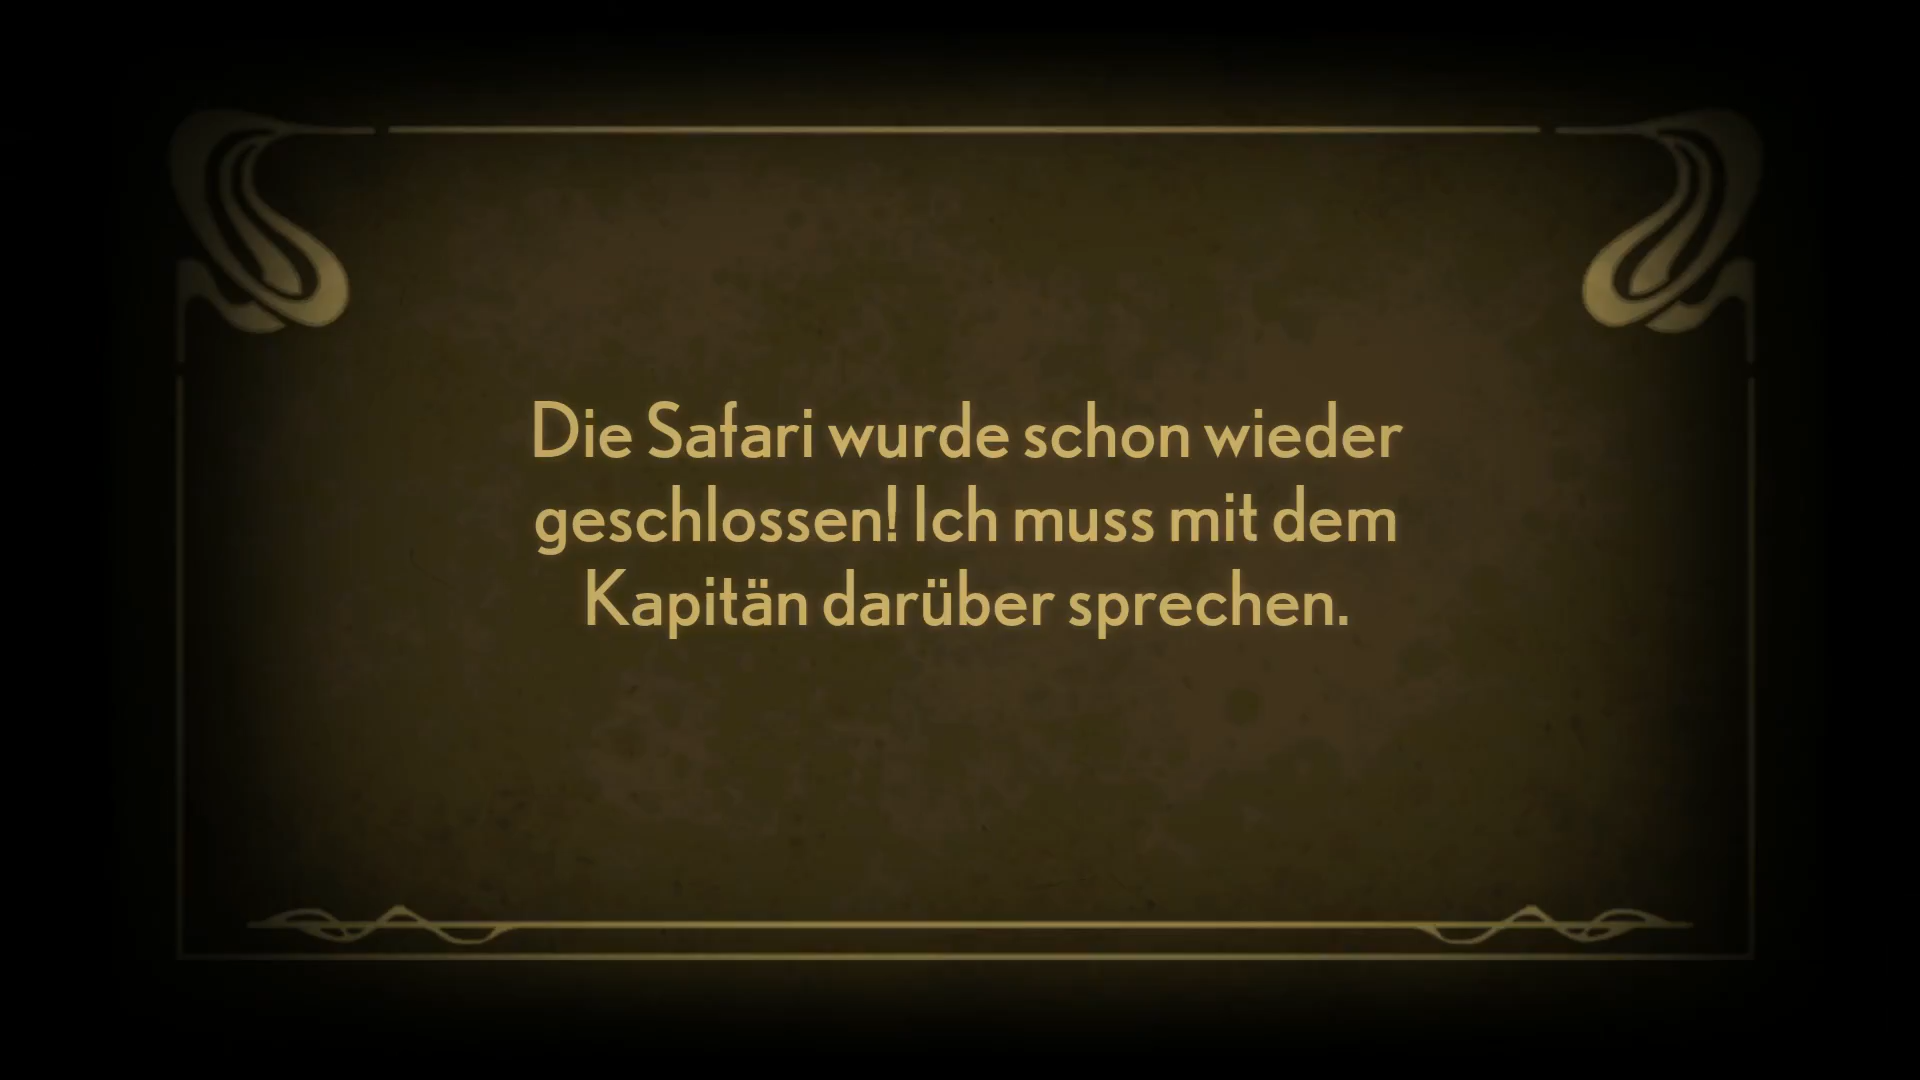 Die Safari wurde schon wieder
geschlossen! Ich muss mit dem
Kapitän darüber sprechen.